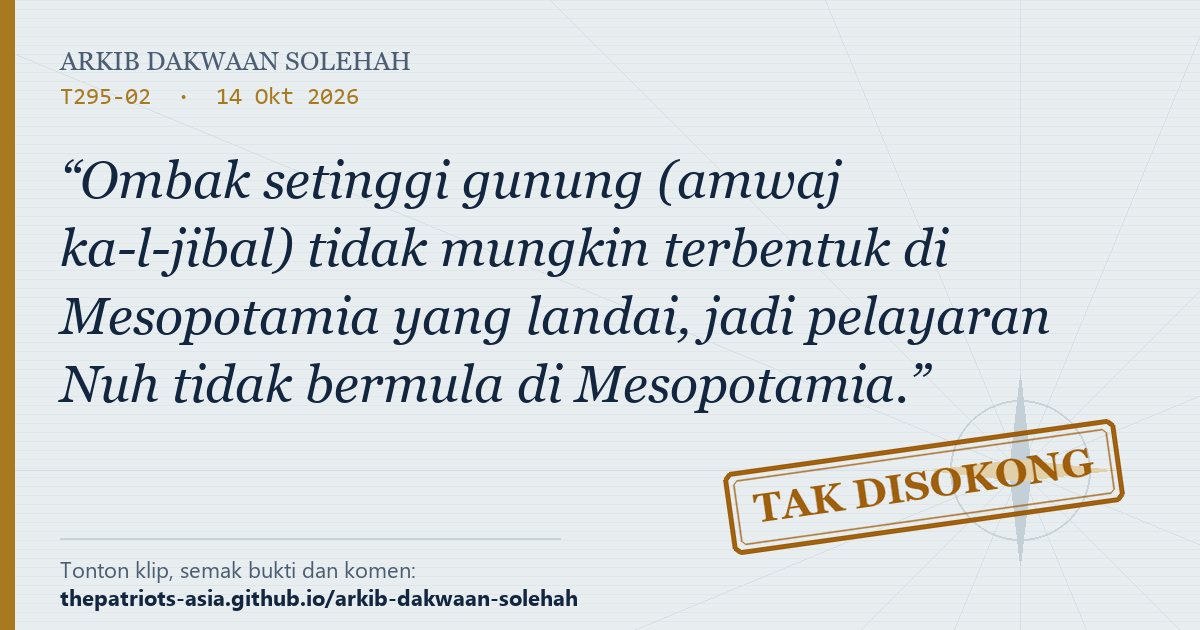 ARKIB DAKWAAN SOLEHAH
T295-02 · 14 Okt 2026
“Ombak setinggi gunung (amwaj
ka-l-jibal) tidak mungkin terbentuk di
Mesopotamia yang landai, jadi pelayaran
Nuh tidak bermula di Mesopotamia.”
TAK DISOKONG
Tonton klip, semak bukti dan komen:
thepatriots-asia.github.io/arkib-dakwaan-solehah